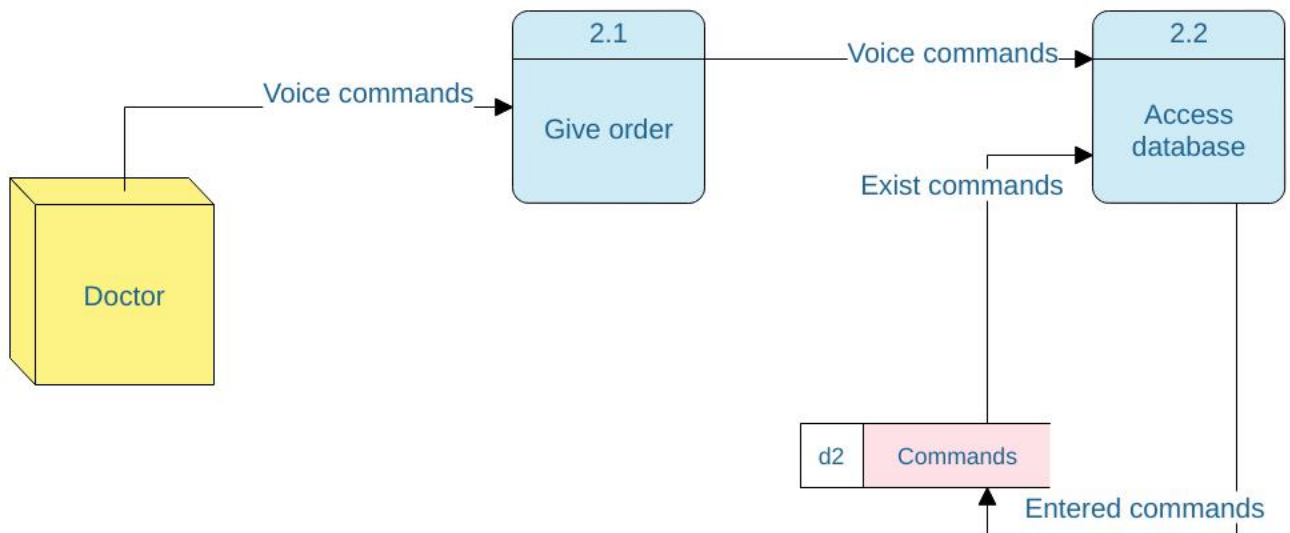 2.1
2.2
Voice commands
Voice commands
Give order
Access
database
Exist commands
Doctor
d2
Commands
Entered commands